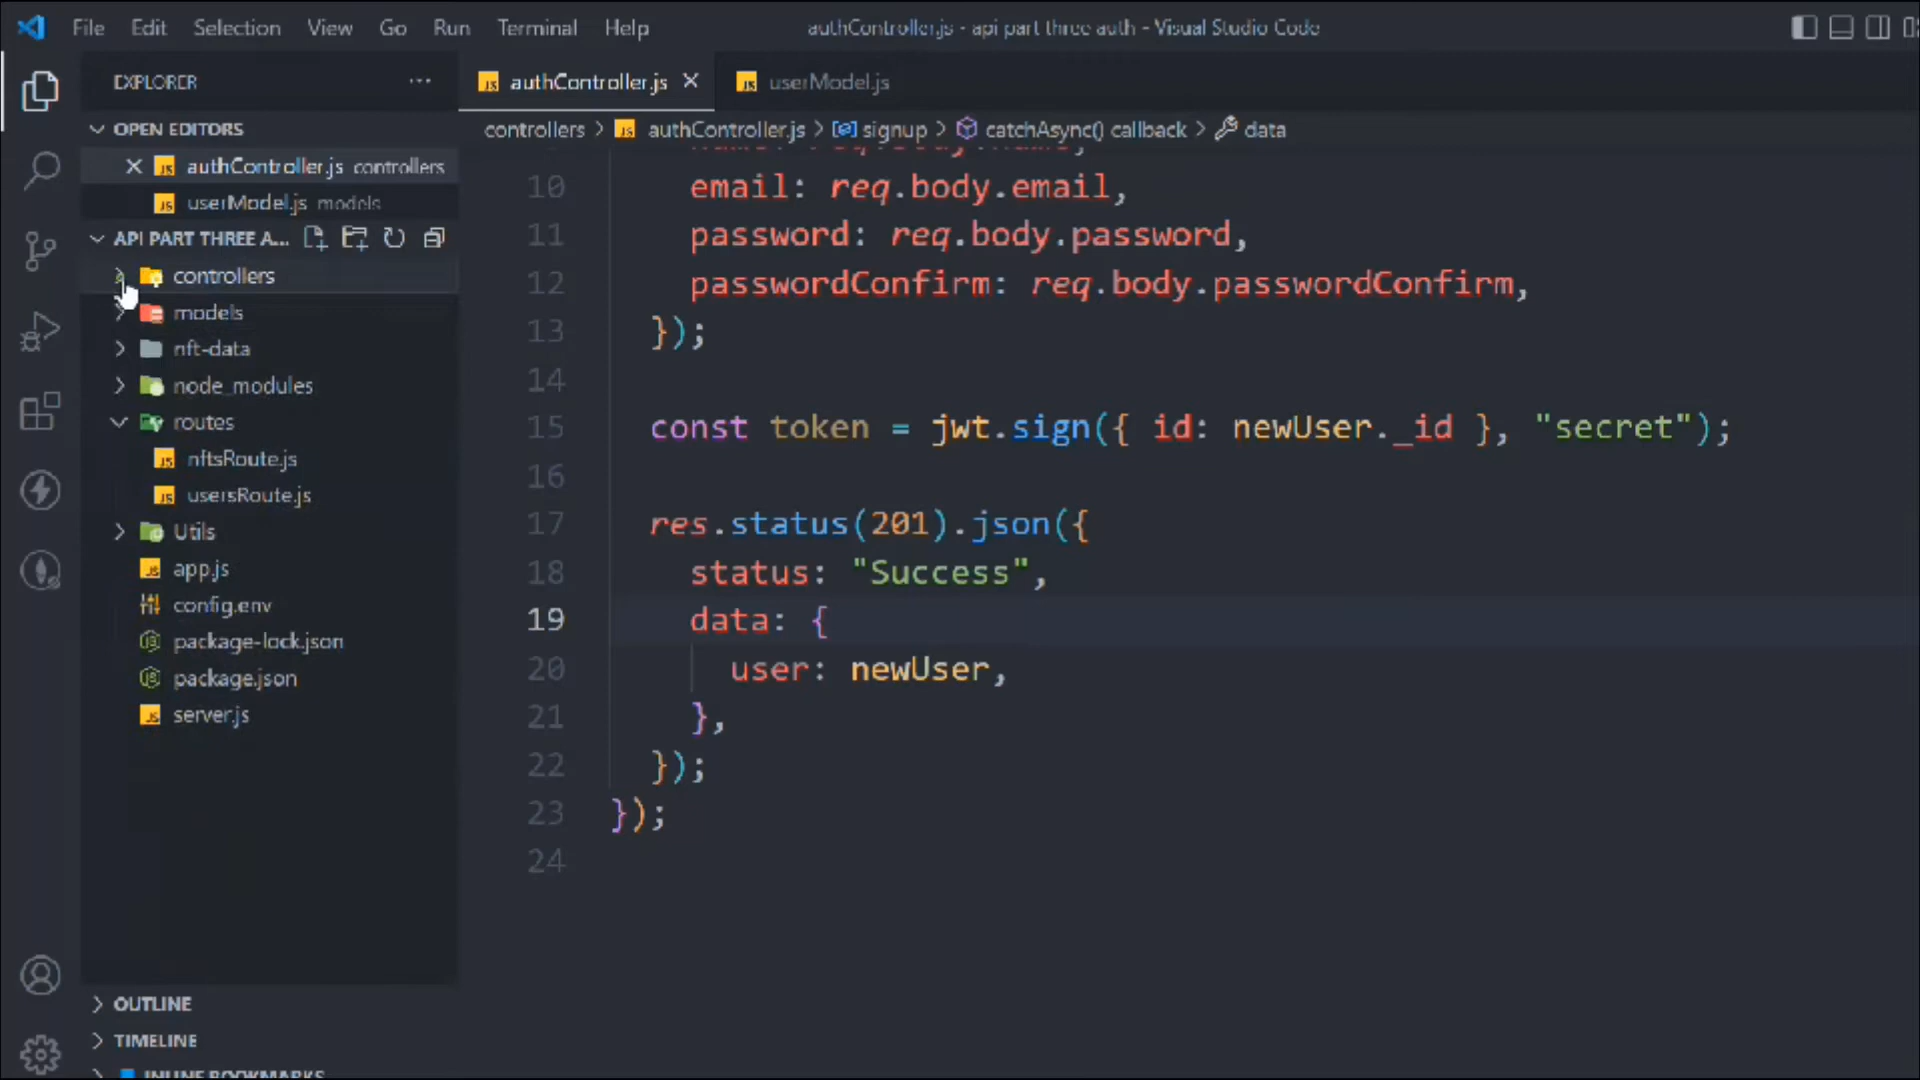 File Edit Selection View Go Run Terminal Help authController.js - api part three auth - Visual Studio Code
EXPLORER ···
OPEN EDITORS
authController.js controllers
userModel.js models
API PART THREE A...
controllers
models
nft-data
node_modules
routes
nftsRoute.js
usersRoute.js
Utils
app.js
config.env
package-lock.json
package.json
server.js
OUTLINE
TIMELINE
INLINE BOOKMARKS
authController.js userModel.js
controllers > authController.js > signup > catchAsync() callback > data
10 email: req.body.email,
11 password: req.body.password,
12 passwordConfirm: req.body.passwordConfirm,
13 });
14
15 const token = jwt.sign({ id: newUser._id }, "secret");
16
17 res.status(201).json({
18 status: "Success",
19 data: {
20 user: newUser,
21 },
22 });
23 });
24